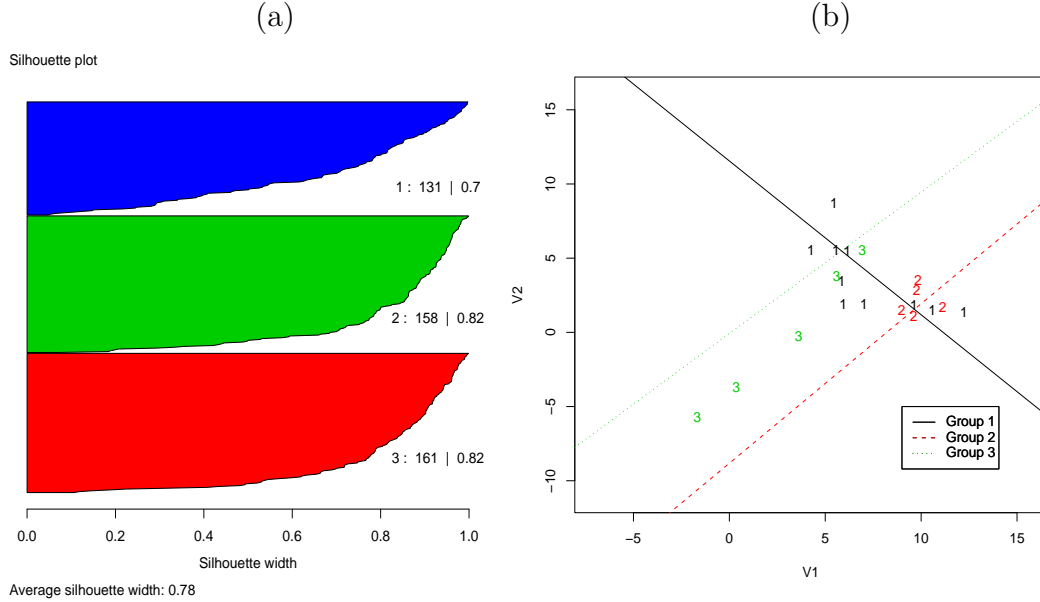 (a)
Silhouette plot
1 : 131 | 0.7
2 : 158 | 0.82
3 : 161 | 0.82
0.0 0.2 0.4 0.6 0.8 1.0
Silhouette width
Average silhouette width: 0.78
(b)
V2
15
10
5
0
−5
−10
1
1 1 1 3
3 1
1 1
3
3
3
2
2
2 1 1 2 1
2
Group 1
Group 2
Group 3
−5 0 5 10 15
V1